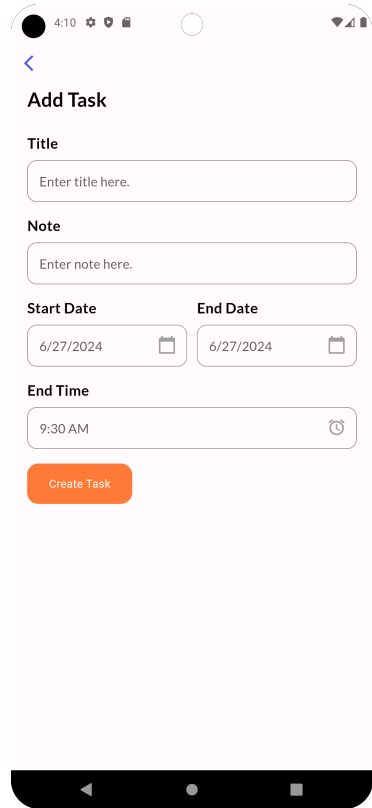 4:10
Add Task
Title
Enter title here.
Note
Enter note here.
Start Date End Date
6/27/2024 6/27/2024
End Time
9:30 AM
Create Task